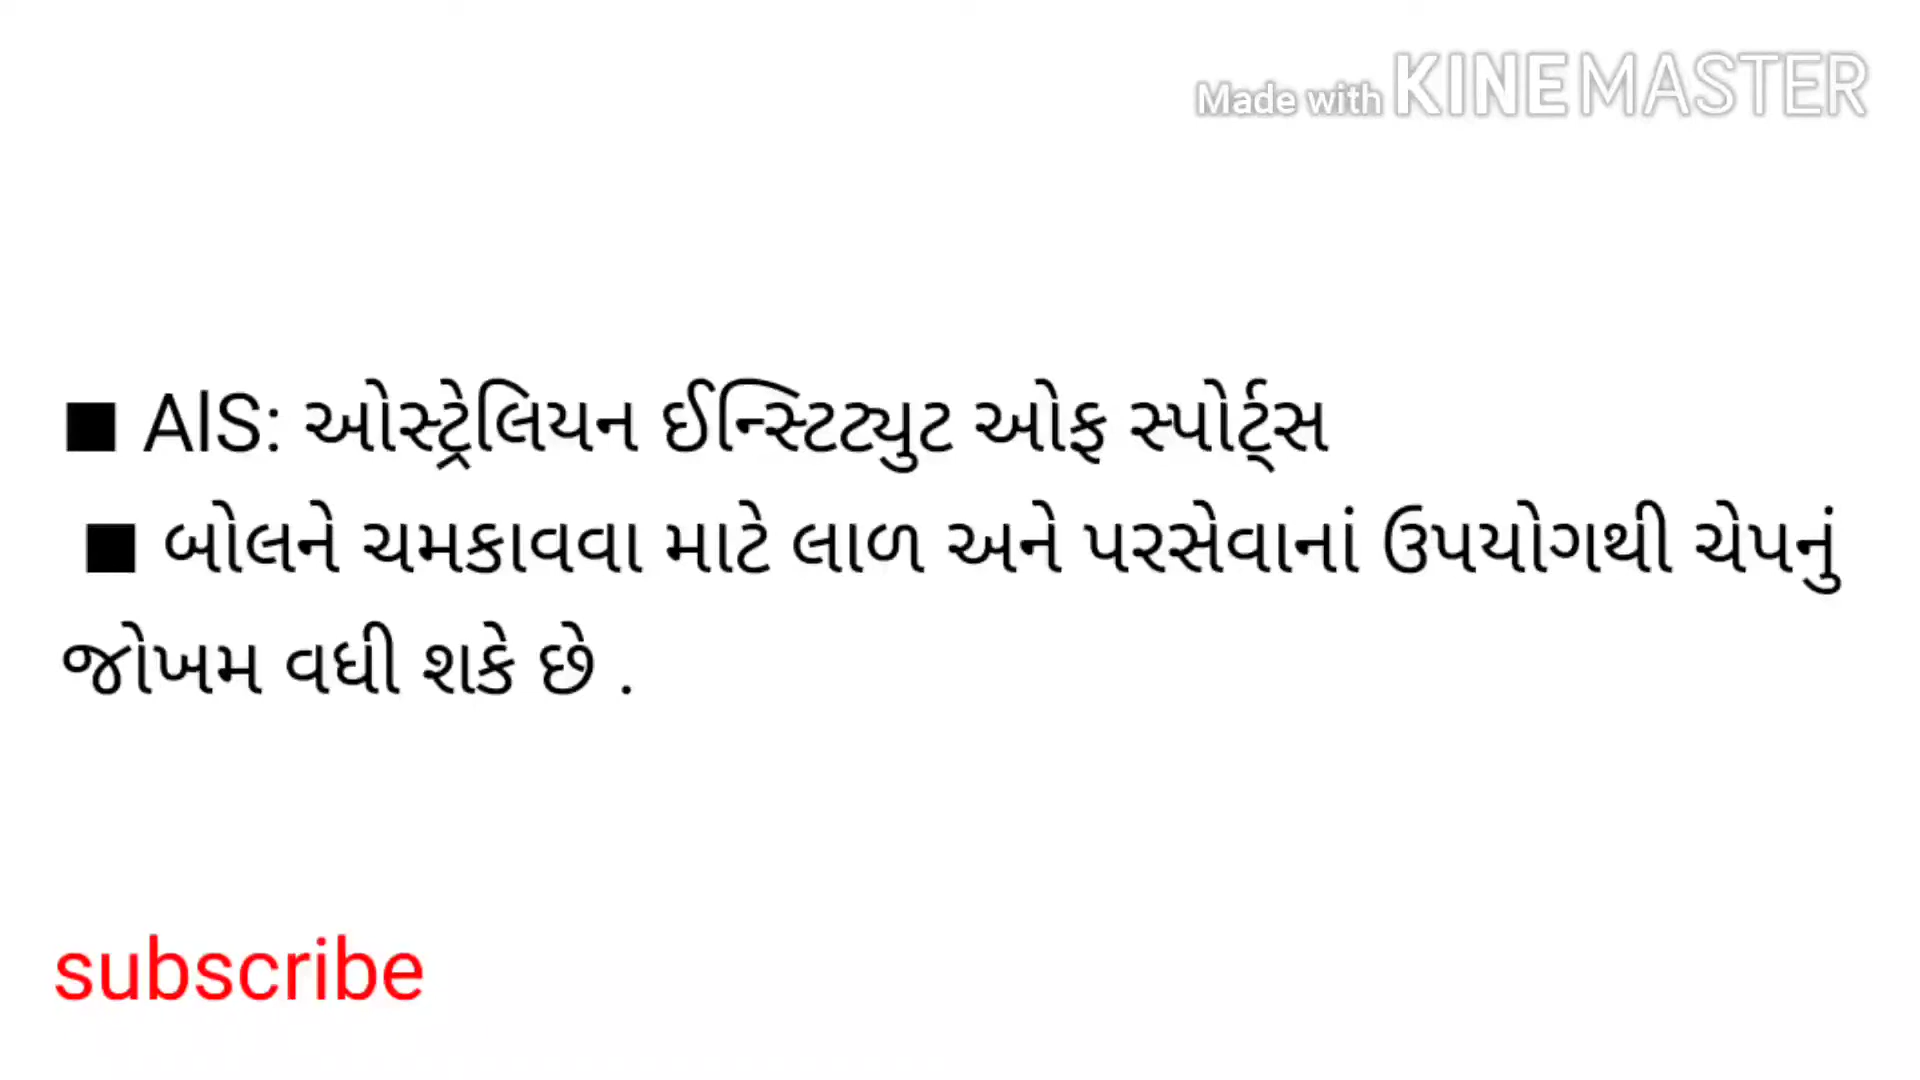 Made with KINEMASTER
■ AIS: ઓસ્ટ્રેલિયન ઈન્સ્ટિટ્યુટ ઓફ સ્પોર્ટ્સ
■ બોલને ચમકાવવા માટે લાળ અને પરસેવાનાં ઉપયોગથી ચેપનું
જોખમ વધી શકે છે .
subscribe